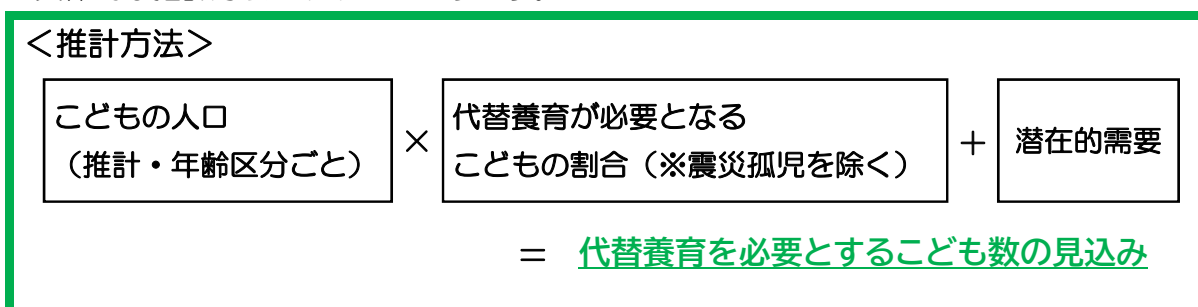 ＜推計方法＞
こどもの人口
（推計・年齢区分ごと）
×
代替養育が必要となる
こどもの割合（※震災孤児を除く）
＋
潜在的需要
＝ 代替養育を必要とするこども数の見込み